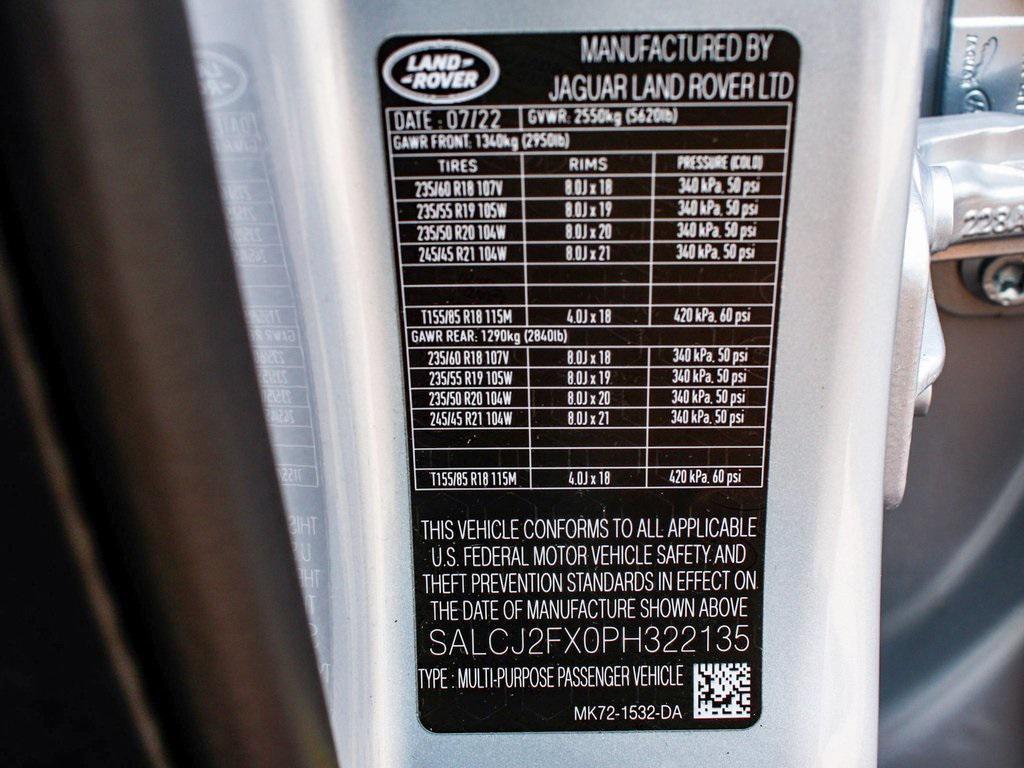 LAND-
-ROVER
MANUFACTURED BY
JAGUAR LAND ROVER LTD
DATE : 07/22 GVWR: 2550kg (5620lb)
GAWR FRONT: 1340kg (2950lb)
TIRES RIMS PRESSURE (COLD)
235/60 R18 107V 8.0J x 18 340 kPa, 50 psi
235/55 R19 105W 8.0J x 19 340 kPa, 50 psi
235/50 R20 104W 8.0J x 20 340 kPa, 50 psi
245/45 R21 104W 8.0J x 21 340 kPa, 50 psi
T155/85 R18 115M 4.0J x 18 420 kPa, 60 psi
GAWR REAR: 1290kg (2840lb)
235/60 R18 107V 8.0J x 18 340 kPa, 50 psi
235/55 R19 105W 8.0J x 19 340 kPa, 50 psi
235/50 R20 104W 8.0J x 20 340 kPa, 50 psi
245/45 R21 104W 8.0J x 21 340 kPa, 50 psi
T155/85 R18 115M 4.0J x 18 420 kPa, 60 psi
THIS VEHICLE CONFORMS TO ALL APPLICABLE
U.S. FEDERAL MOTOR VEHICLE SAFETY AND
THEFT PREVENTION STANDARDS IN EFFECT ON
THE DATE OF MANUFACTURE SHOWN ABOVE
SALCJ2FX0PH322135
TYPE : MULTI-PURPOSE PASSENGER VEHICLE
MK72-1532-DA